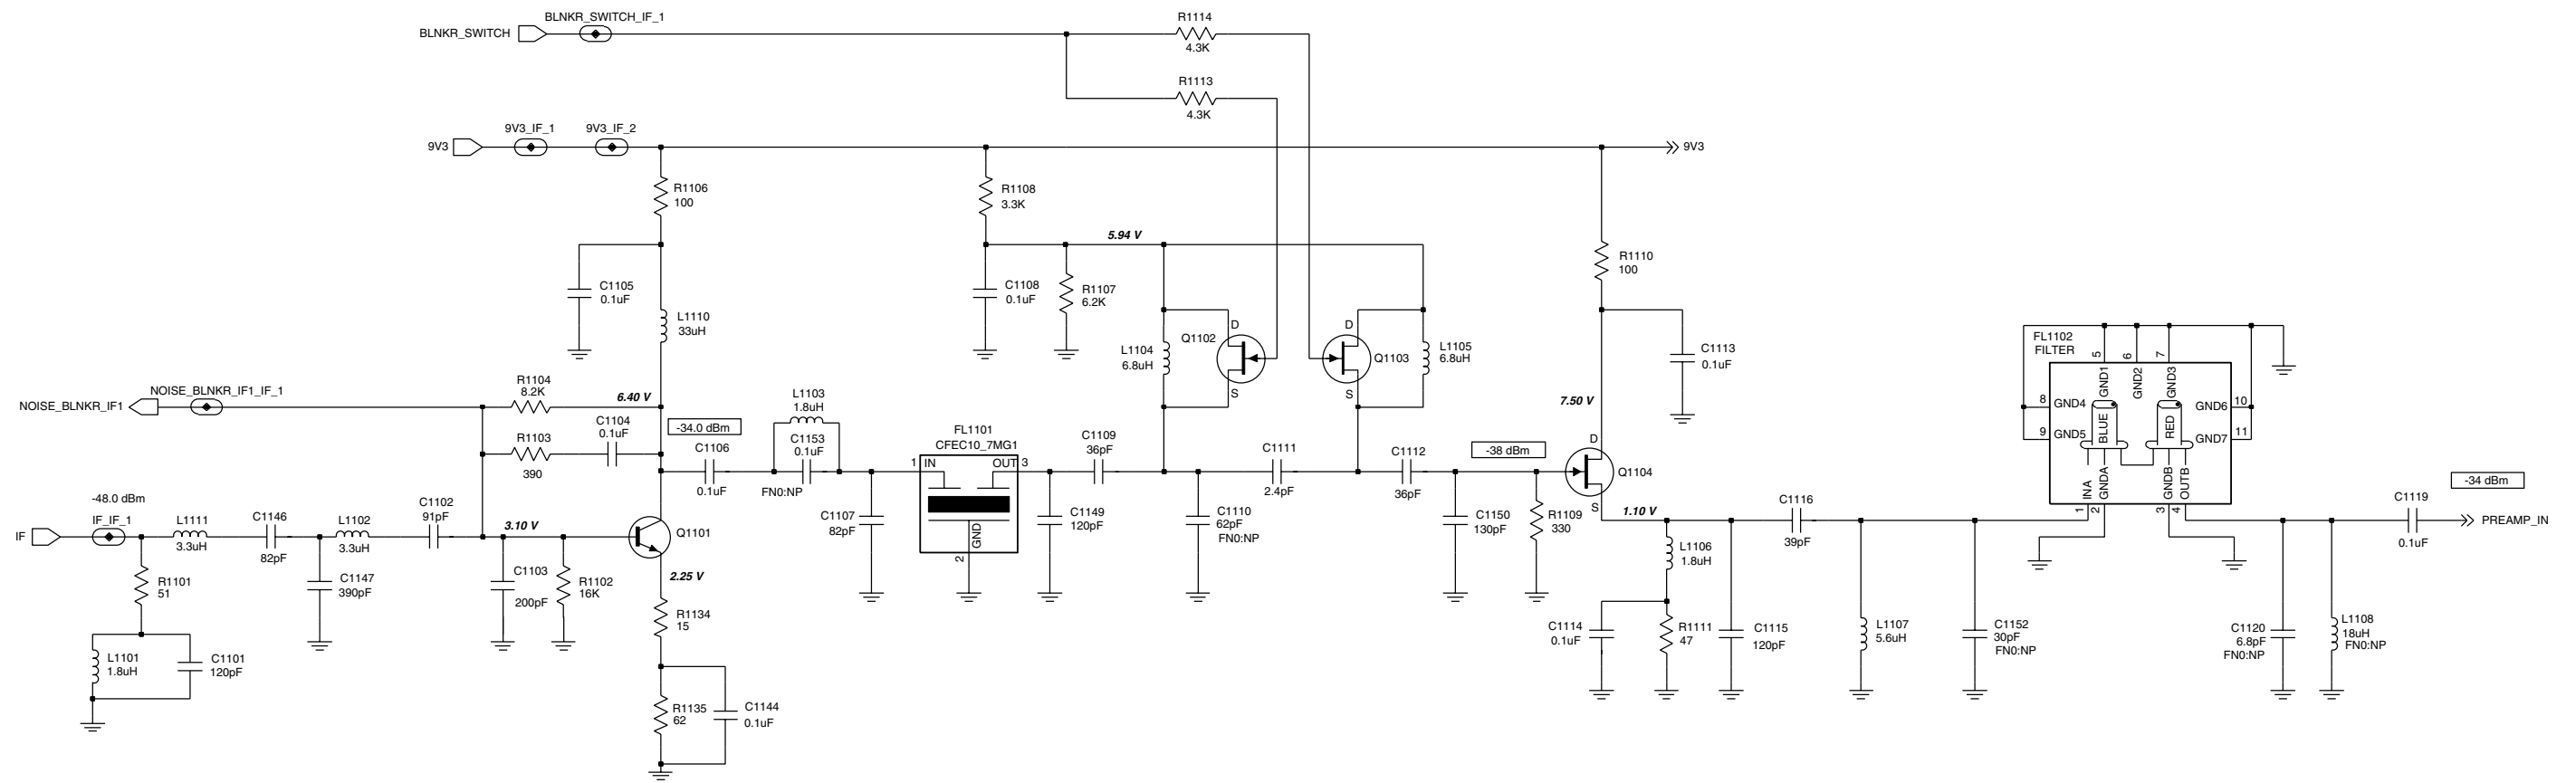 BLNKR_SWITCH_IF_1
BLNKR_SWITCH
R1114
4.3K
R1113
4.3K
9V3_IF_1
9V3_IF_2
9V3
9V3
R1106
100
R1108
3.3K
5.94 V
R1110
100
C1105
0.1uF
L1110
33uH
C1108
0.1uF
R1107
6.2K
L1104
6.8uH
Q1102
D
S
D
S
Q1103
L1105
6.8uH
C1113
0.1uF
FL1102
FILTER
5
6
7
GND1
GND2
GND3
8
GND4
9
GND5
BLUE
RED
GND6
10
GND7
11
INA
GNDA
GNDB
OUTB
1
2
3
4
NOISE_BLNKR_IF1_IF_1
NOISE_BLNKR_IF1
R1104
8.2K
6.40 V
R1103
390
C1104
0.1uF
-34.0 dBm
C1106
0.1uF
L1103
1.8uH
C1153
0.1uF
FN0:NP
C1107
82pF
FL1101
CFEC10_7MG1
1
IN
OUT
3
GND
2
C1109
36pF
C1149
120pF
C1110
62pF
FN0:NP
C1111
2.4pF
C1112
36pF
7.50 V
-38 dBm
C1150
130pF
R1109
330
D
Q1104
S
1.10 V
C1116
39pF
-34 dBm
C1119
0.1uF
PREAMP_IN
-48.0 dBm
IF_IF_1
IF
L1111
3.3uH
C1146
82pF
L1102
3.3uH
C1102
91pF
3.10 V
Q1101
2.25 V
R1101
51
C1147
390pF
C1103
200pF
R1102
16K
R1134
15
L1101
1.8uH
C1101
120pF
R1135
62
C1144
0.1uF
L1106
1.8uH
C1114
0.1uF
R1111
47
C1115
120pF
L1107
5.6uH
C1152
30pF
FN0:NP
C1120
6.8pF
FN0:NP
L1108
18uH
FN0:NP